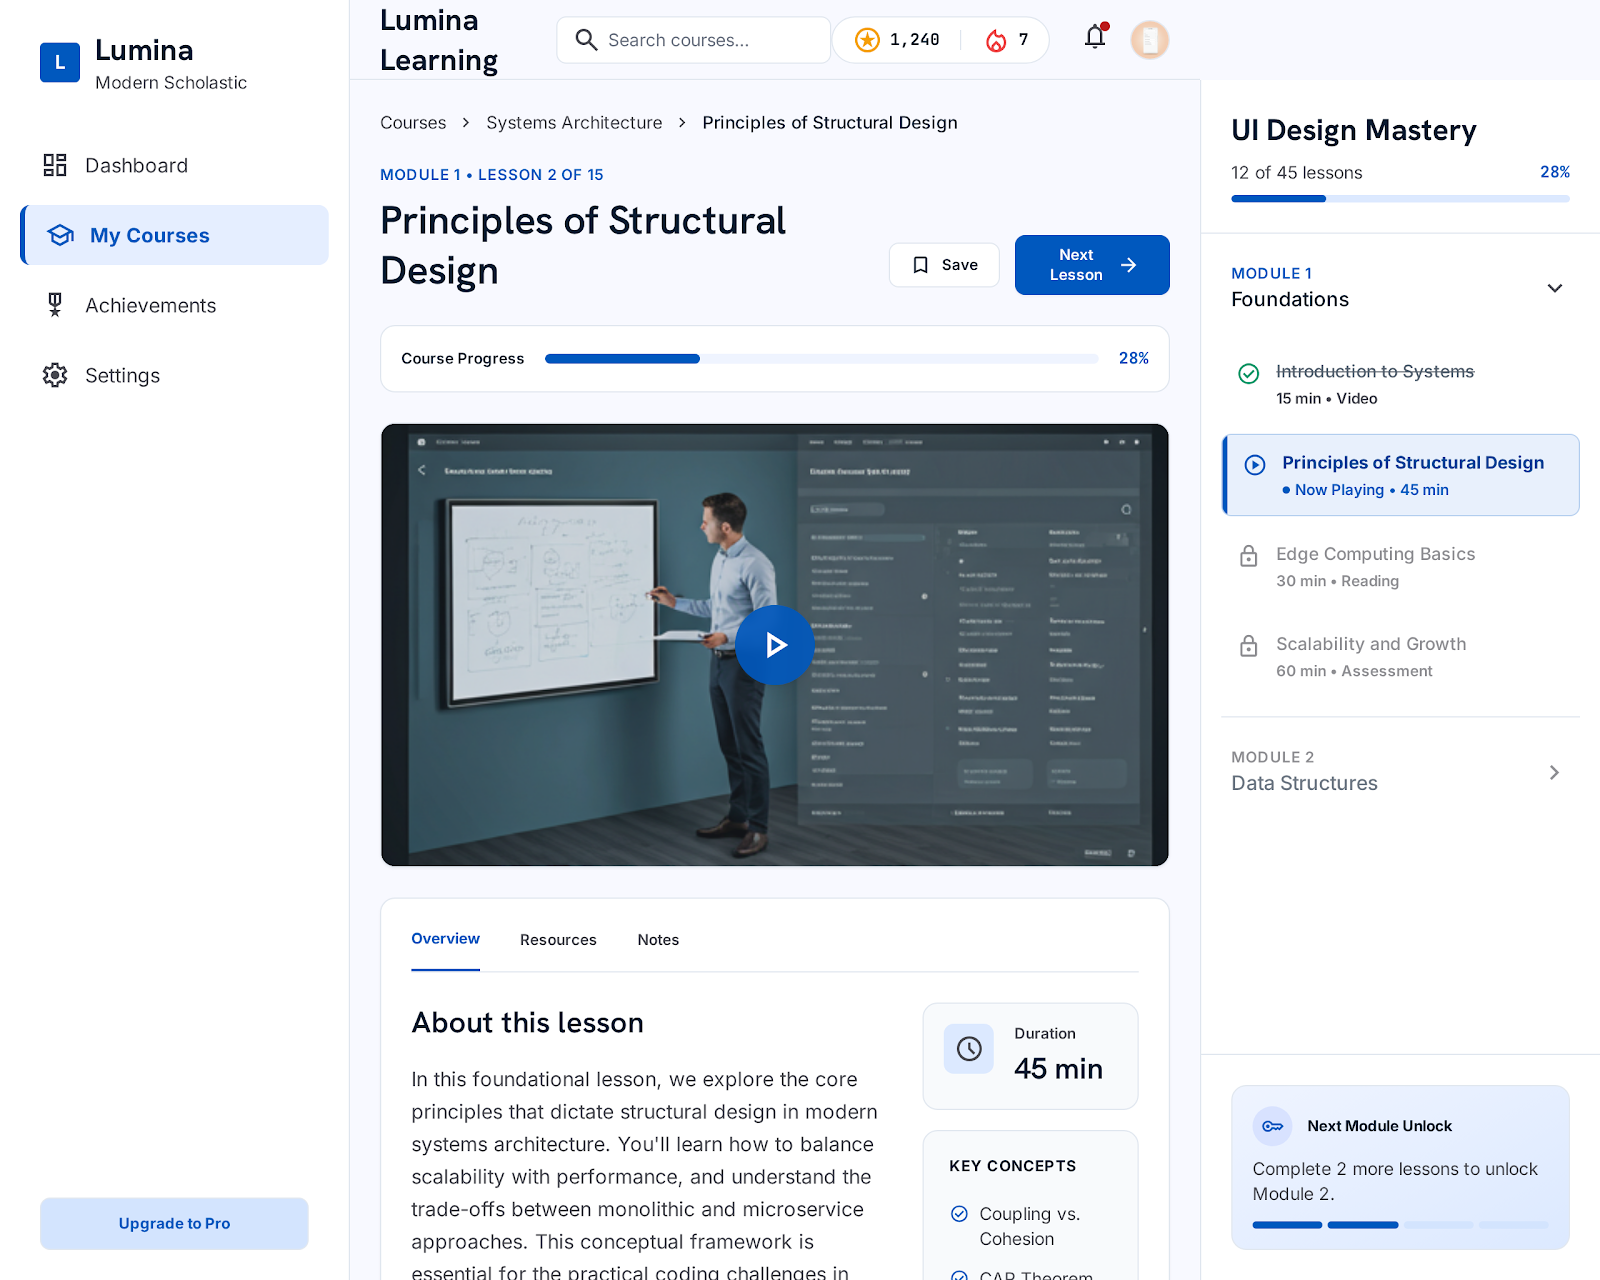 L
Lumina
Modern Scholastic
Dashboard
My Courses
Achievements
Settings
Upgrade to Pro
Lumina
Learning
Search courses...
1,240
7
Courses
Systems Architecture
Principles of Structural Design
MODULE 1 • LESSON 2 OF 15
Principles of Structural
Design
Save
Next
Lesson
Course Progress
28%
Overview
Resources
Notes
About this lesson
In this foundational lesson, we explore the core
principles that dictate structural design in modern
systems architecture. You'll learn how to balance
scalability with performance, and understand the
trade-offs between monolithic and microservice
approaches. This conceptual framework is
essential for the practical coding challenges in
Duration
45 min
KEY CONCEPTS
Coupling vs.
Cohesion
CAP Theorem
UI Design Mastery
12 of 45 lessons
28%
MODULE 1
Foundations
Introduction to Systems
15 min • Video
Principles of Structural Design
• Now Playing • 45 min
Edge Computing Basics
30 min • Reading
Scalability and Growth
60 min • Assessment
MODULE 2
Data Structures
Next Module Unlock
Complete 2 more lessons to unlock
Module 2.